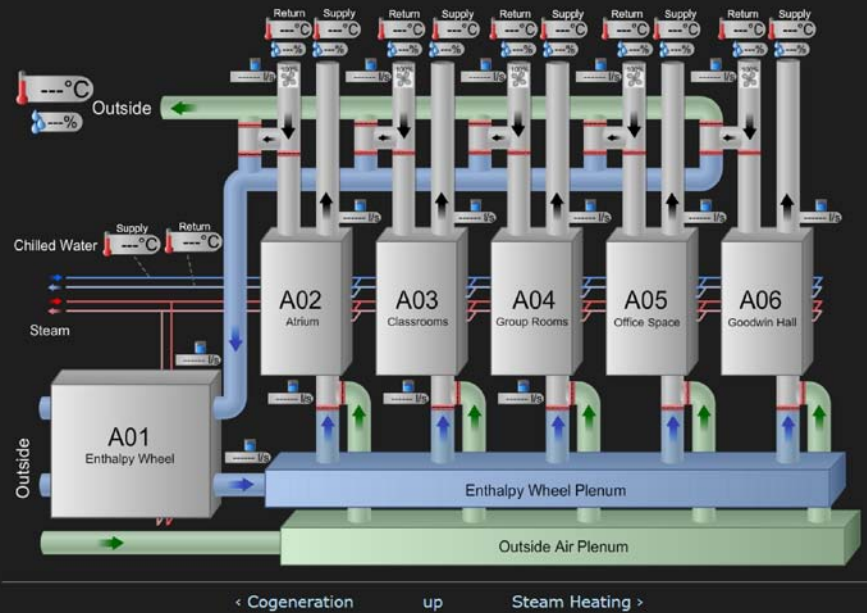 Return Supply Return Supply Return Supply Return Supply Return Supply
---°C ---°C ---°C ---°C ---°C ---°C ---°C ---°C ---°C ---°C
---% ---% ---% ---% ---% ---% ---% ---% ---% ---%
------ l/s 100% ------ l/s 100% ------ l/s 100% ------ l/s 100% ------ l/s 100%
---°C
Outside
---%
------ l/s ------ l/s ------ l/s ------ l/s ------ l/s
Supply Return
Chilled Water ---°C ---°C
A02 A03 A04 A05 A06
Atrium Classrooms Group Rooms Office Space Goodwin Hall
Steam
------ l/s
------ l/s ------ l/s ------ l/s ------ l/s ------ l/s
A01
Enthalpy Wheel
------ l/s
Outside
Enthalpy Wheel Plenum
Outside Air Plenum
‹ Cogeneration up Steam Heating ›